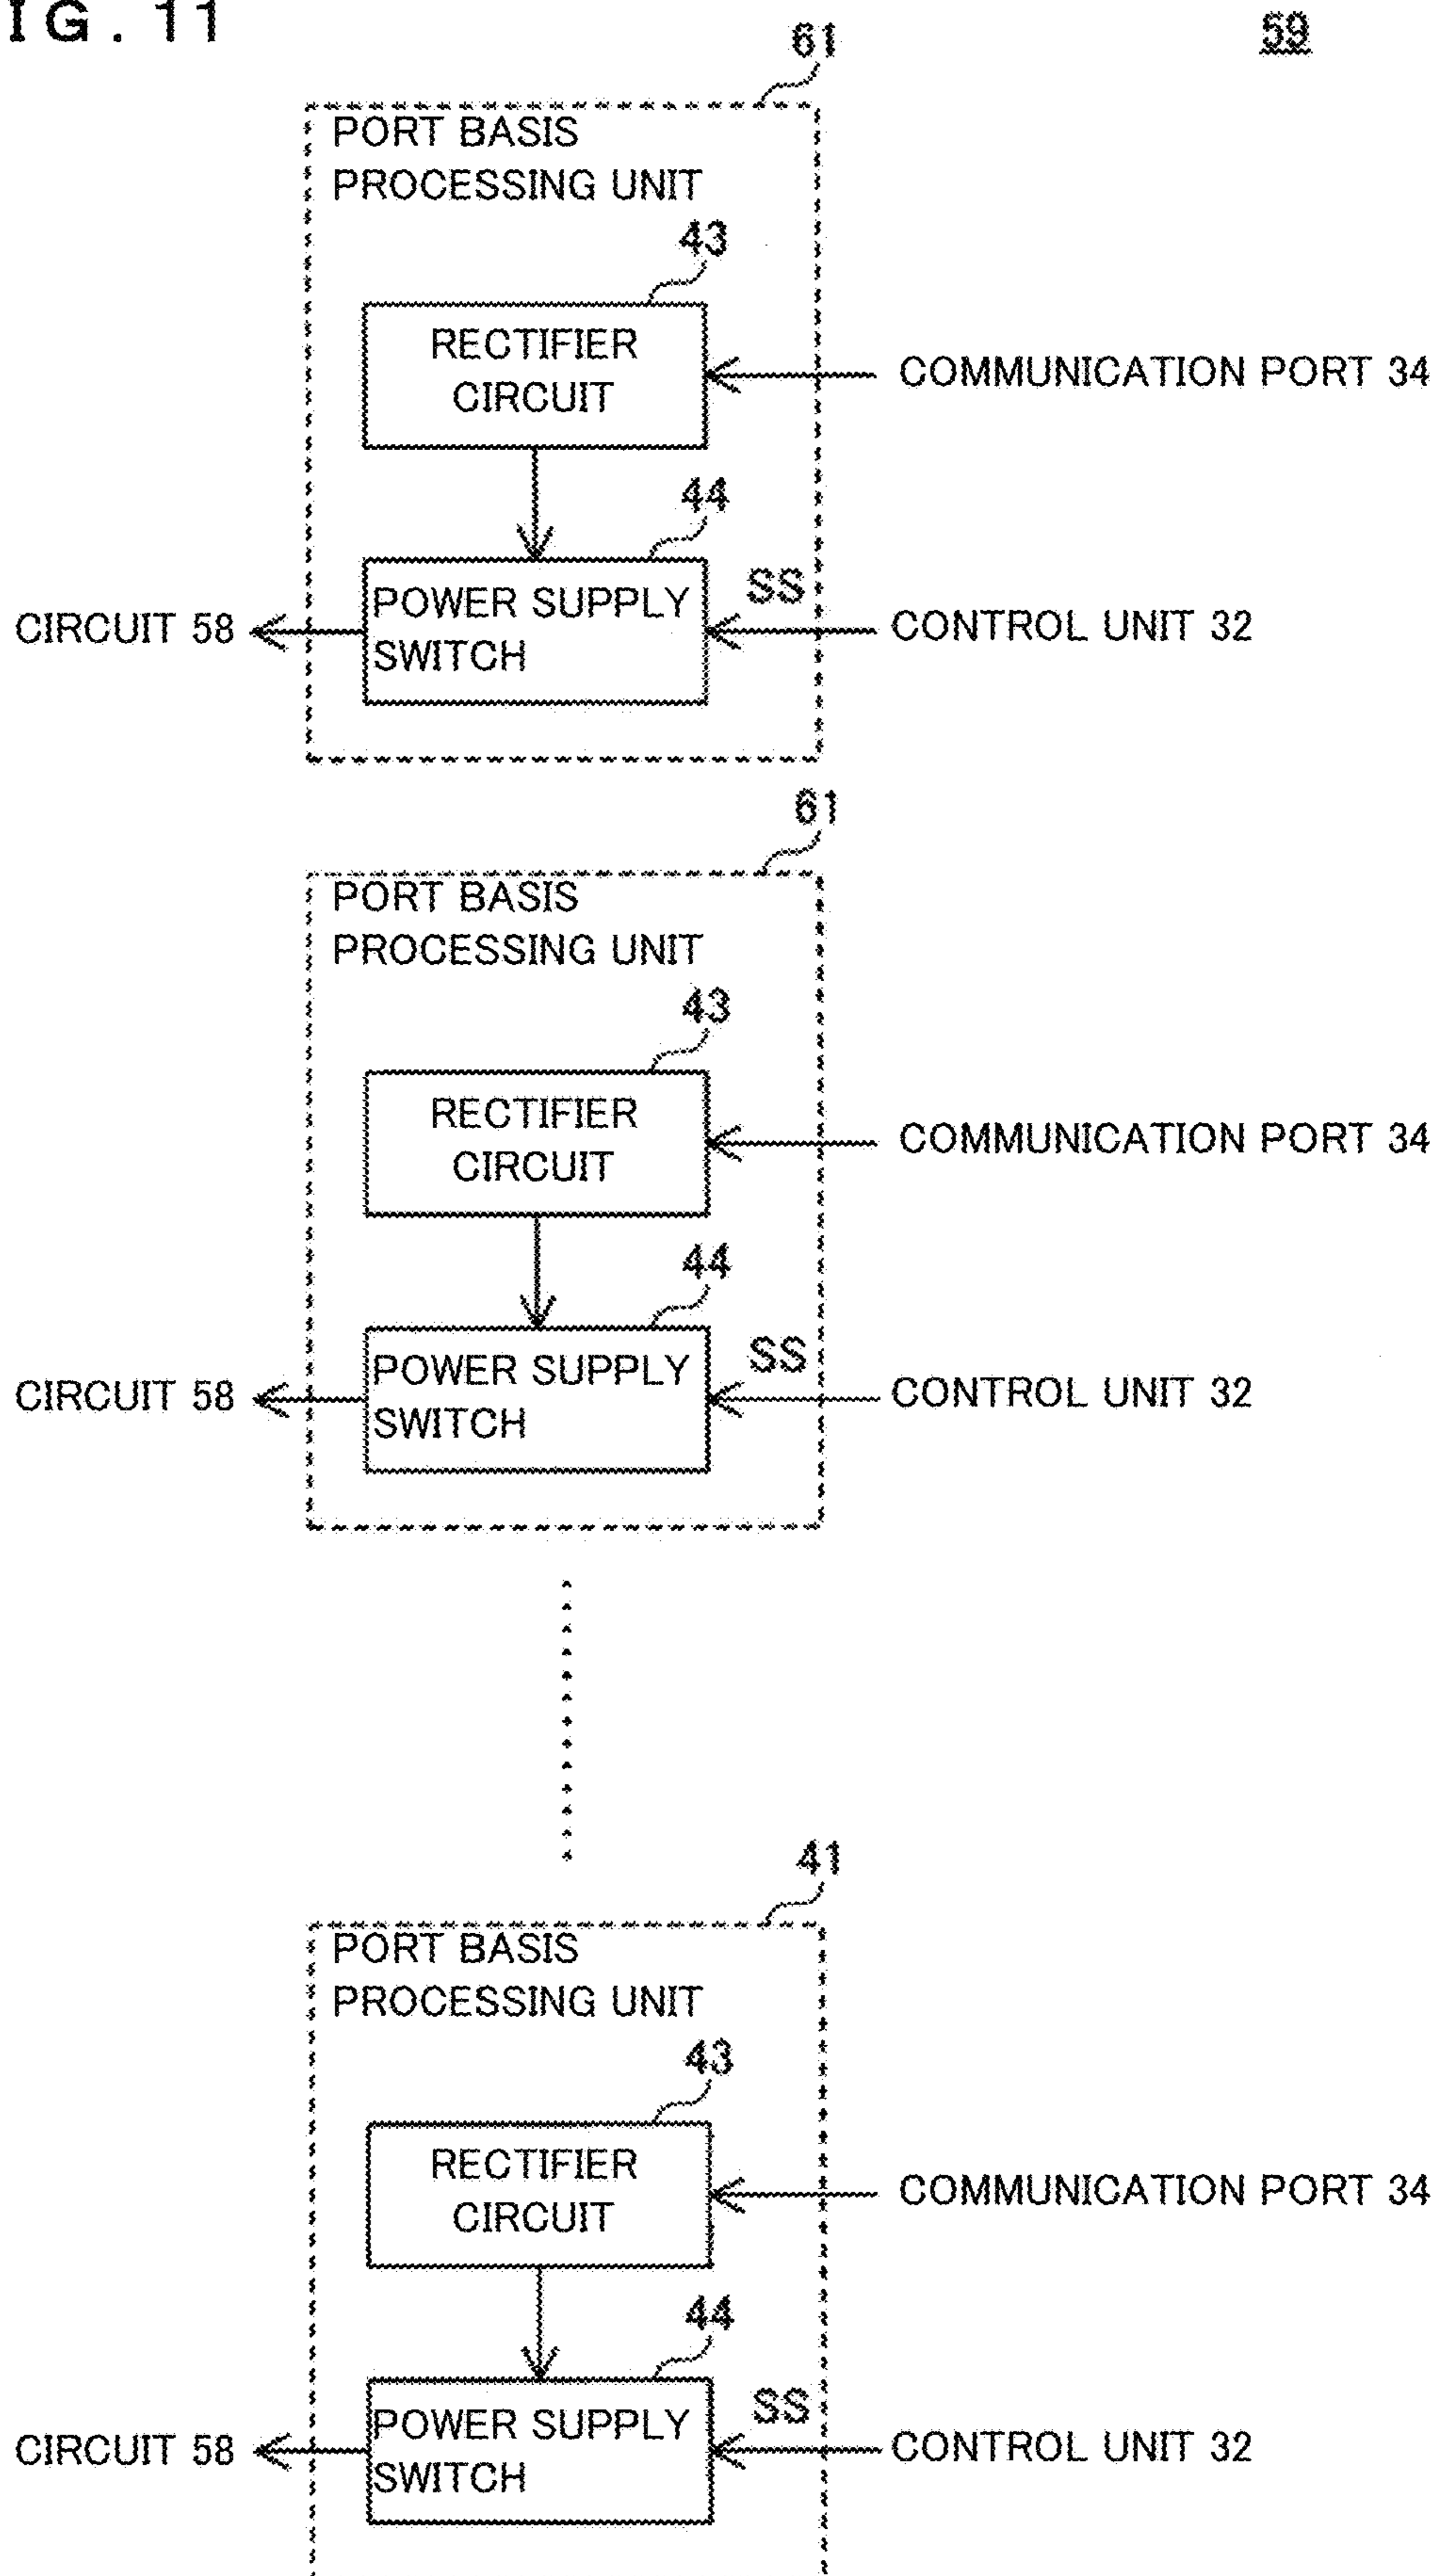 IG. 11
59
61
PORT BASIS
PROCESSING UNIT
43
RECTIFIER
CIRCUIT
COMMUNICATION PORT 34
44
POWER SUPPLY
SWITCH
SS
CIRCUIT 58
CONTROL UNIT 32
61
PORT BASIS
PROCESSING UNIT
43
RECTIFIER
CIRCUIT
COMMUNICATION PORT 34
44
POWER SUPPLY
SWITCH
SS
CIRCUIT 58
CONTROL UNIT 32
41
PORT BASIS
PROCESSING UNIT
43
RECTIFIER
CIRCUIT
COMMUNICATION PORT 34
44
POWER SUPPLY
SWITCH
SS
CIRCUIT 58
CONTROL UNIT 32